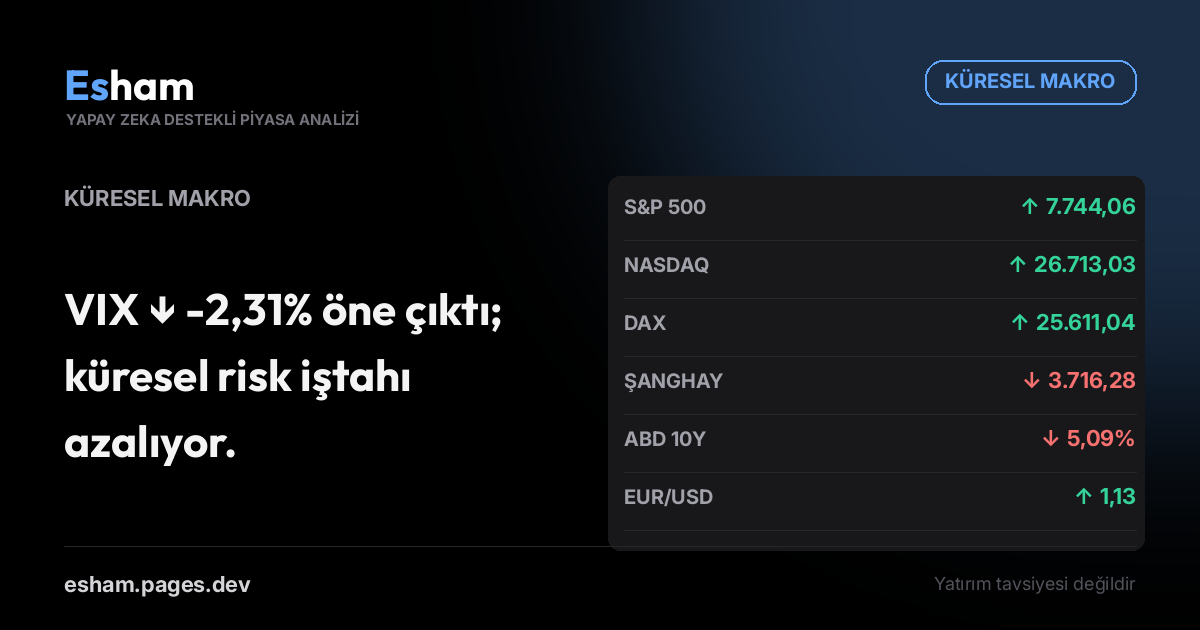 Esham
YAPAY ZEKA DESTEKLİ PİYASA ANALİZİ
KÜRESEL MAKRO
KÜRESEL MAKRO
VIX ↓ -2,31% öne çıktı;
küresel risk iştahı
azalıyor.
S&P 500 ↑ 7.744,06
NASDAQ ↑ 26.713,03
DAX ↑ 25.611,04
ŞANGHAY ↓ 3.716,28
ABD 10Y ↓ 5,09%
EUR/USD ↑ 1,13
esham.pages.dev
Yatırım tavsiyesi değildir